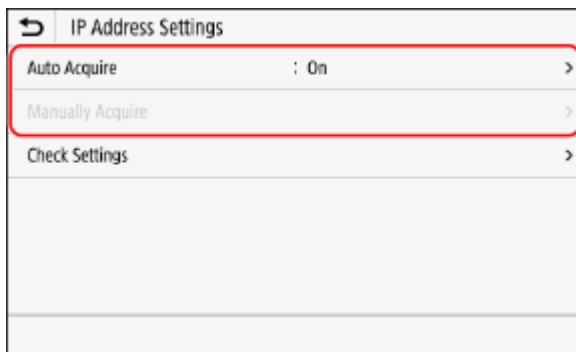 IP Address Settings
Auto Acquire : On
Manually Acquire
Check Settings